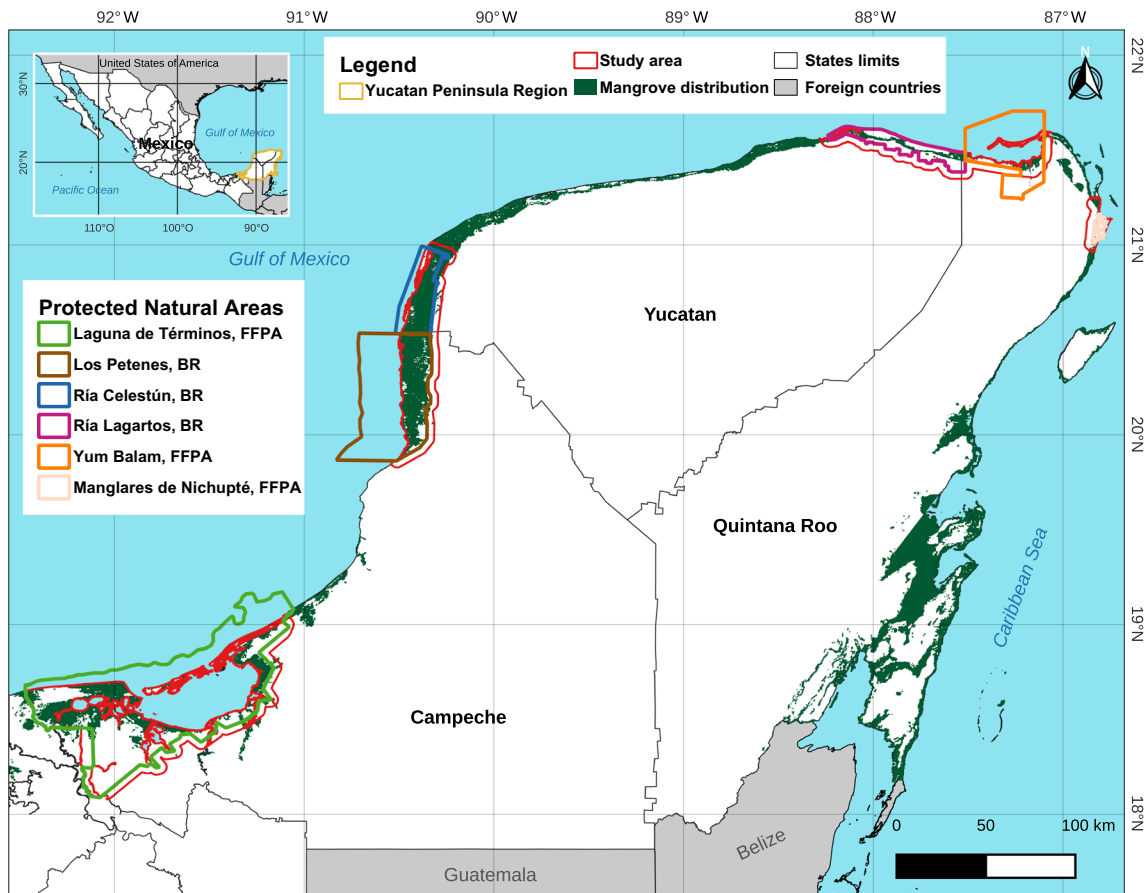 92°W 91°W 90°W 89°W 88°W 87°W
22°N
21°N
20°N
19°N
18°N
N
United States of America
30°N
20°N
Gulf of Mexico
Mexico
Pacific Ocean
110°W 100°W 90°W
Legend
Yucatan Peninsula Region
Study area
Mangrove distribution
States limits
Foreign countries
Gulf of Mexico
Protected Natural Areas
Laguna de Términos, FFPA
Los Petenes, BR
Ría Celestún, BR
Ría Lagartos, BR
Yum Balam, FFPA
Manglares de Nichupté, FFPA
Yucatan
Quintana Roo
Campeche
Caribbean Sea
Belize
Guatemala
0 50 100 km